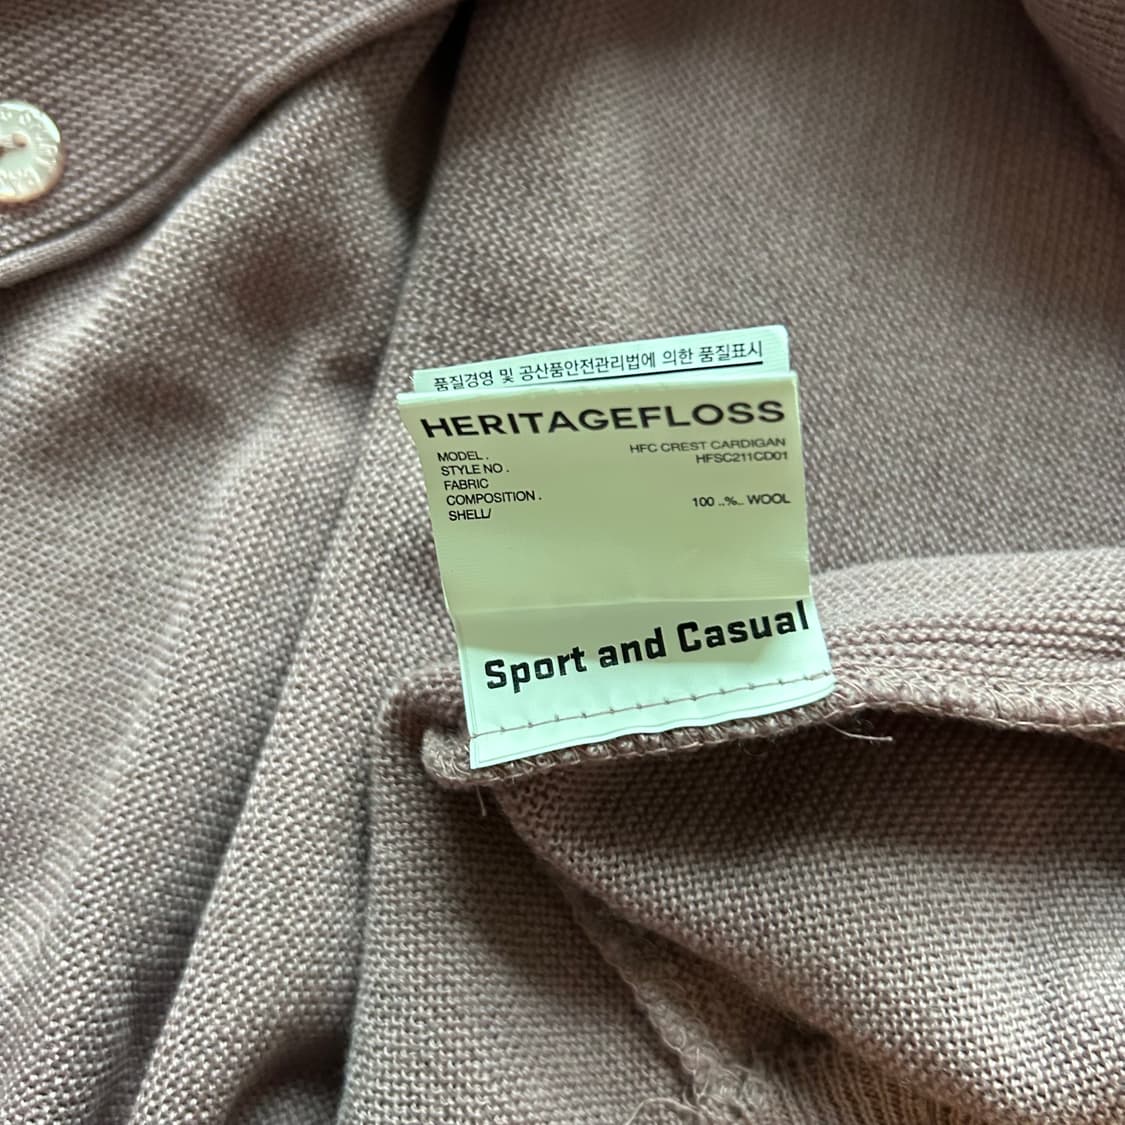 품질경영 및 공산품안전관리법에 의한 품질표시
HERITAGEFLOSS
MODEL . HFC CREST CARDIGAN
STYLE NO . HFSC211CD01
FABRIC
COMPOSITION . 100 ..%.. WOOL
SHELL/
Sport and Casual